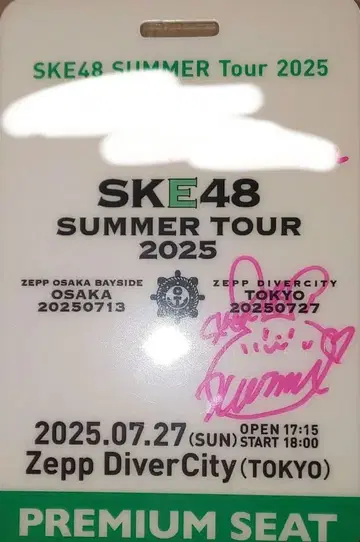 SKE48 SUMMER Tour 2025
SKE48
SUMMER TOUR
2025
ZEPP OSAKA BAYSIDE
OSAKA
20250713
ZEPP DIVERCITY
TOKYO
20250727
2025.07.27(SUN) OPEN 17:15
START 18:00
Zepp DiverCity(TOKYO)
PREMIUM SEAT